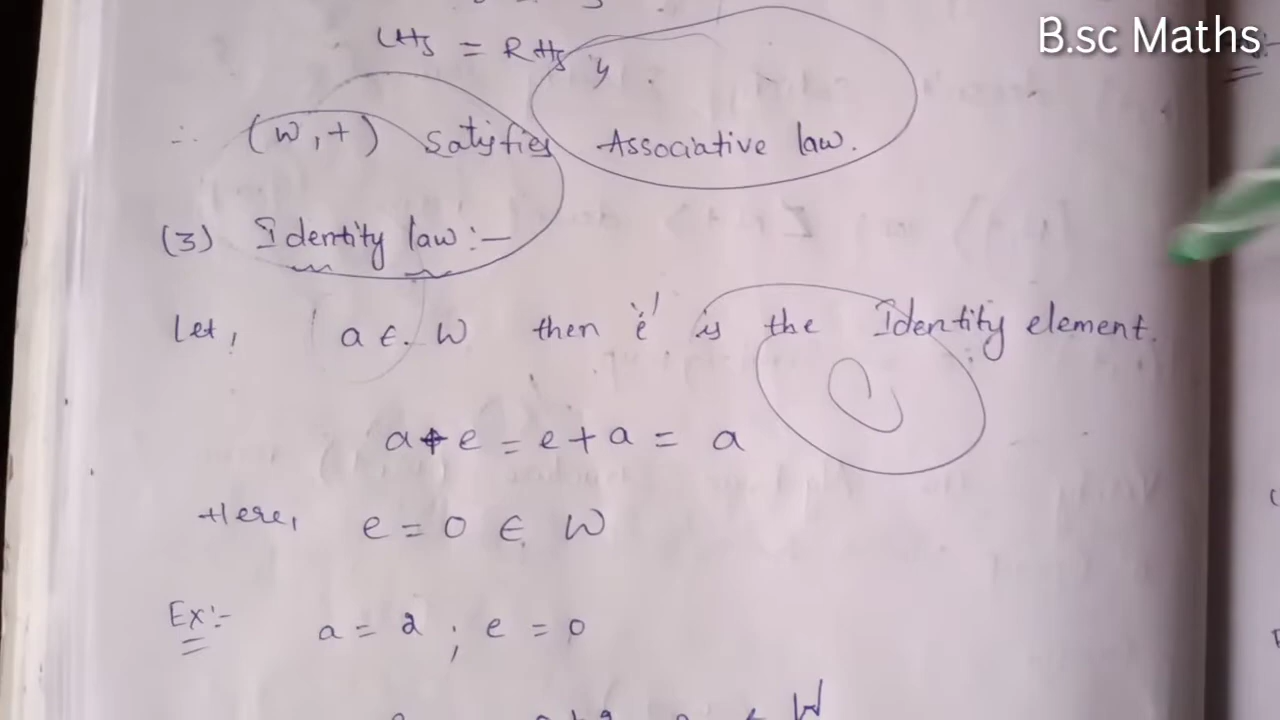 B.sc Maths
LHS = RHS
∴ (W,+) Satisfies Associative law.
(3) Identity law:-
Let, a ∈ W then 'e' is the Identity element.
a+e = e+a = a
Here, e = 0 ∈ W
Ex:- a = 2 ; e = 0
W